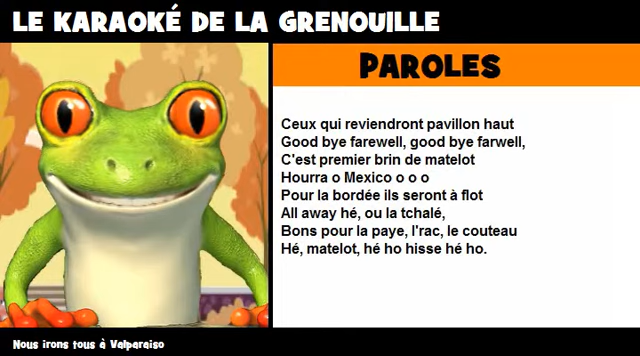 LE KARAOKÉ DE LA GRENOUILLE
PAROLES
Ceux qui reviendront pavillon haut
Good bye farewell, good bye farwell,
C'est premier brin de matelot
Hourra o Mexico o o o
Pour la bordée ils seront à flot
All away hé, ou la tchalé,
Bons pour la paye, l'rac, le couteau
Hé, matelot, hé ho hisse hé ho.
Nous irons tous à Valparaiso